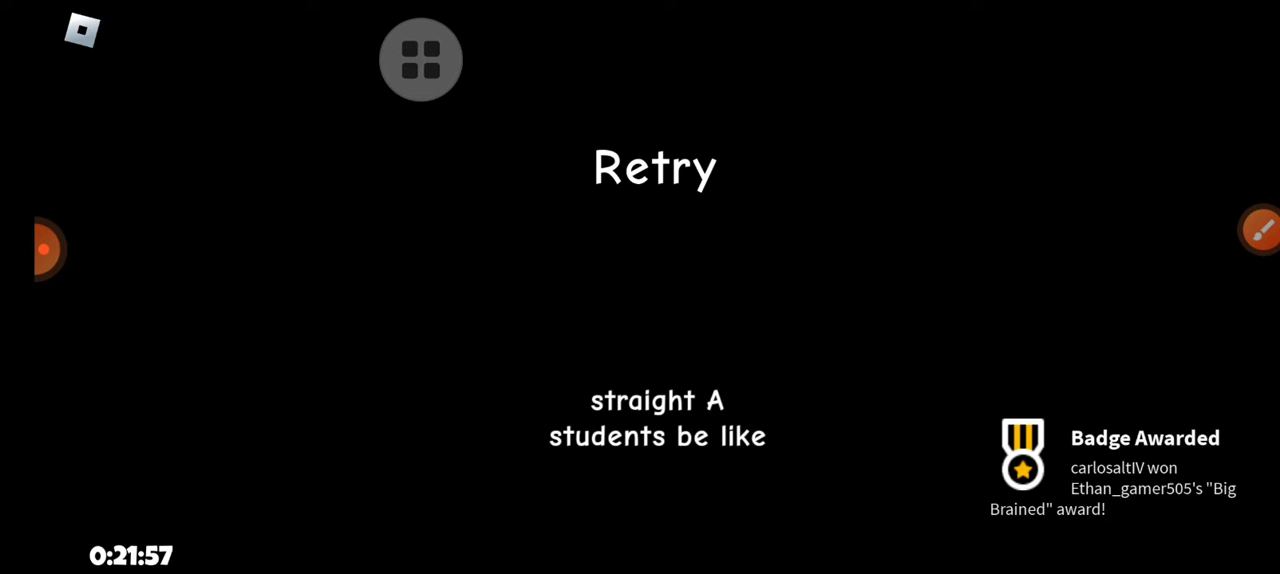 Retry
straight A
students be like
Badge Awarded
carlosaltIV won
Ethan_gamer505's "Big
Brained" award!
0:21:57